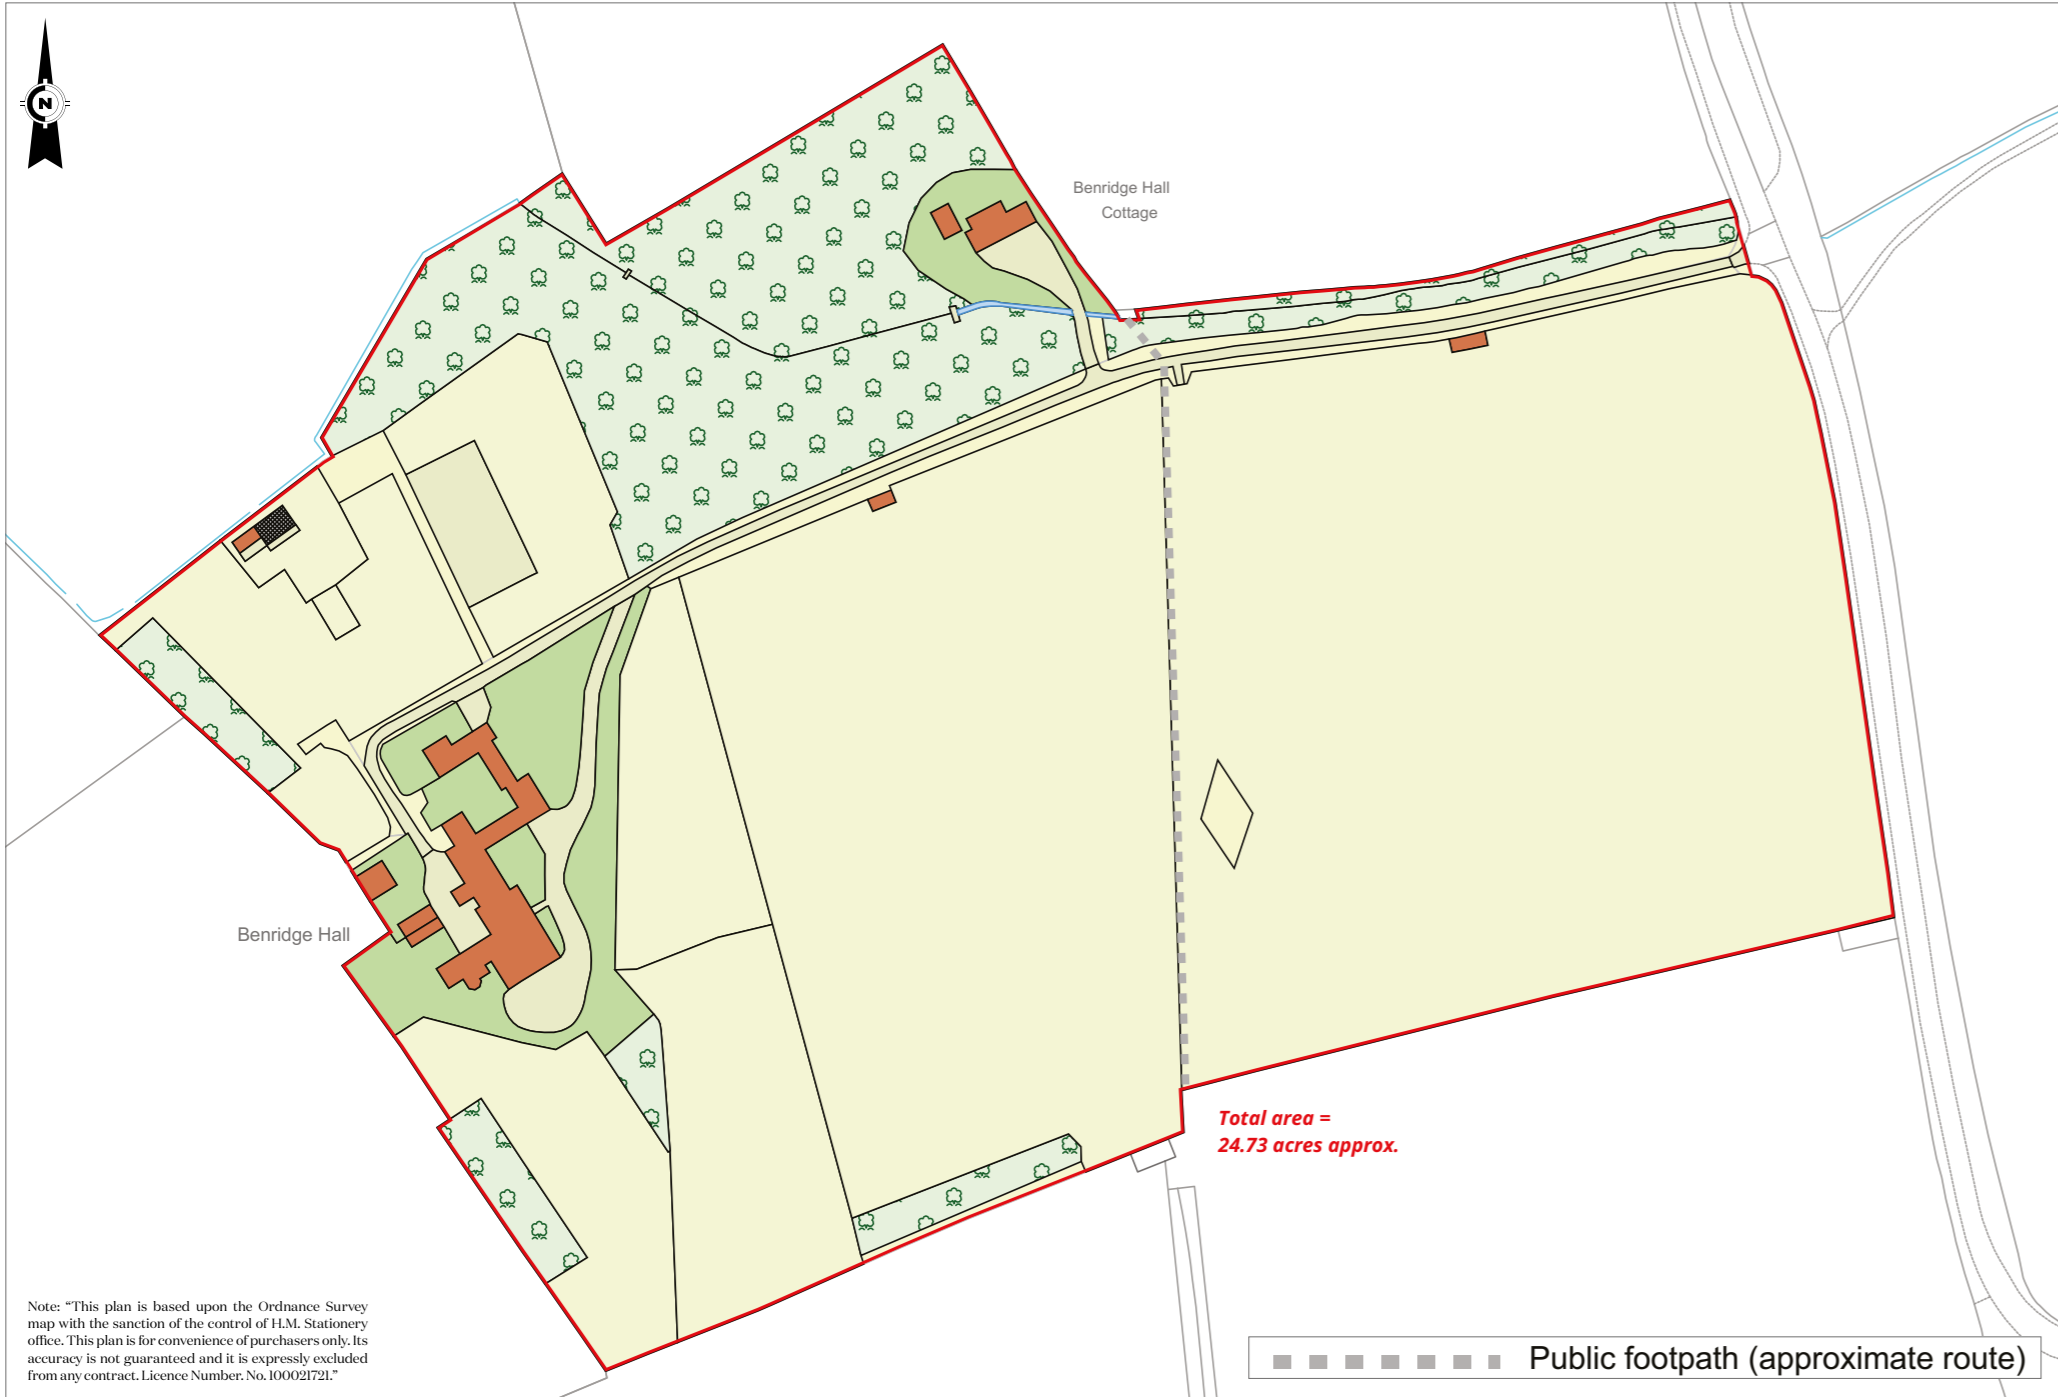 N
Benridge Hall
Cottage
Benridge Hall
Total area =
24.73 acres approx.
Note: “This plan is based upon the Ordnance Survey
map with the sanction of the control of H.M. Stationery
office. This plan is for convenience of purchasers only. Its
accuracy is not guaranteed and it is expressly excluded
from any contract. Licence Number. No. 100021721.”
Public footpath (approximate route)